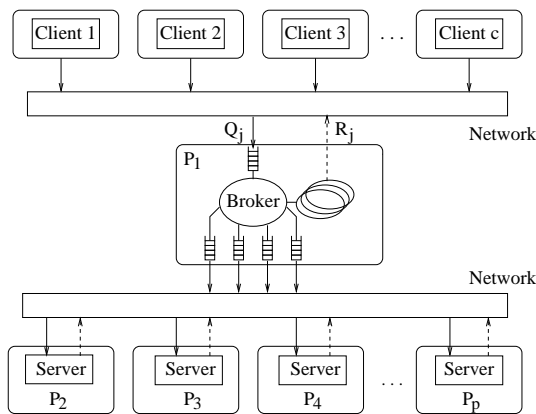 Client 1 Client 2 Client 3 . . . Client c
Network
Q_j R_j
P_1
Broker
Network
Server Server Server Server
P_2 P_3 P_4 . . . P_p